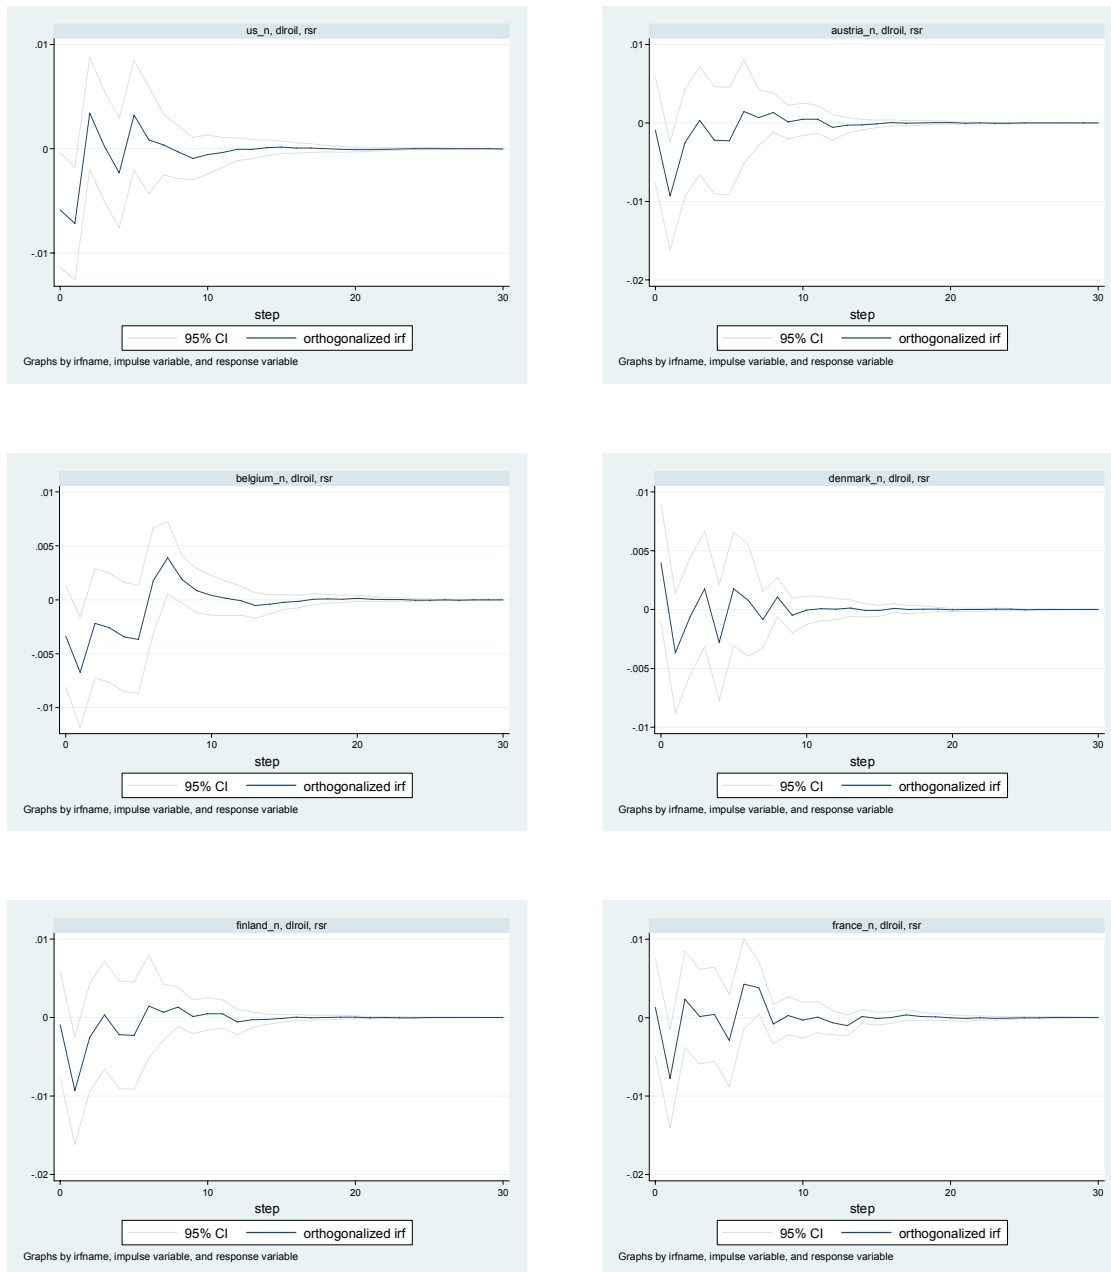 us_n, dlroil, rsr
.01
0
-.01
0 10 20 30
step
95% CI orthogonalized irf
Graphs by irfname, impulse variable, and response variable
austria_n, dlroil, rsr
.01
0
-.01
-.02
0 10 20 30
step
95% CI orthogonalized irf
Graphs by irfname, impulse variable, and response variable
belgium_n, dlroil, rsr
.01
.005
0
-.005
-.01
0 10 20 30
step
95% CI orthogonalized irf
Graphs by irfname, impulse variable, and response variable
denmark_n, dlroil, rsr
.01
.005
0
-.005
-.01
0 10 20 30
step
95% CI orthogonalized irf
Graphs by irfname, impulse variable, and response variable
finland_n, dlroil, rsr
.01
0
-.01
-.02
0 10 20 30
step
95% CI orthogonalized irf
Graphs by irfname, impulse variable, and response variable
france_n, dlroil, rsr
.01
0
-.01
-.02
0 10 20 30
step
95% CI orthogonalized irf
Graphs by irfname, impulse variable, and response variable